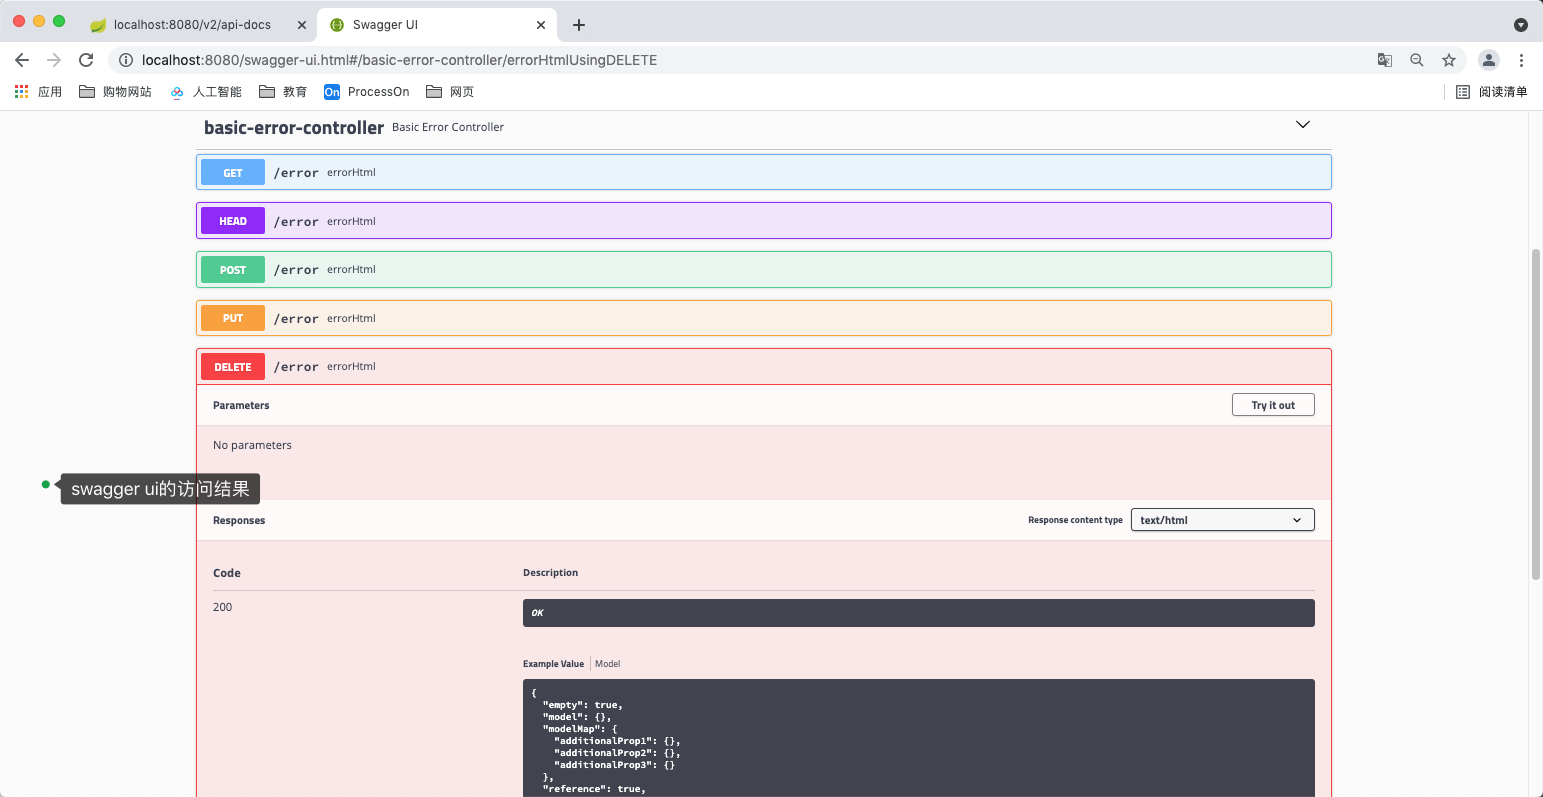 localhost:8080/v2/api-docs
Swagger UI
localhost:8080/swagger-ui.html#/basic-error-controller/errorHtmlUsingDELETE
应用 购物网站 人工智能 教育 On ProcessOn 网页 阅读清单
basic-error-controller Basic Error Controller
GET /error errorHtml
HEAD /error errorHtml
POST /error errorHtml
PUT /error errorHtml
DELETE /error errorHtml
Parameters Try it out
No parameters
swagger ui的访问结果
Responses Response content type text/html
Code Description
200 OK
Example Value Model
{
"empty": true,
"model": {},
"modelMap": {
"additionalProp1": {},
"additionalProp2": {},
"additionalProp3": {}
},
"reference": true,